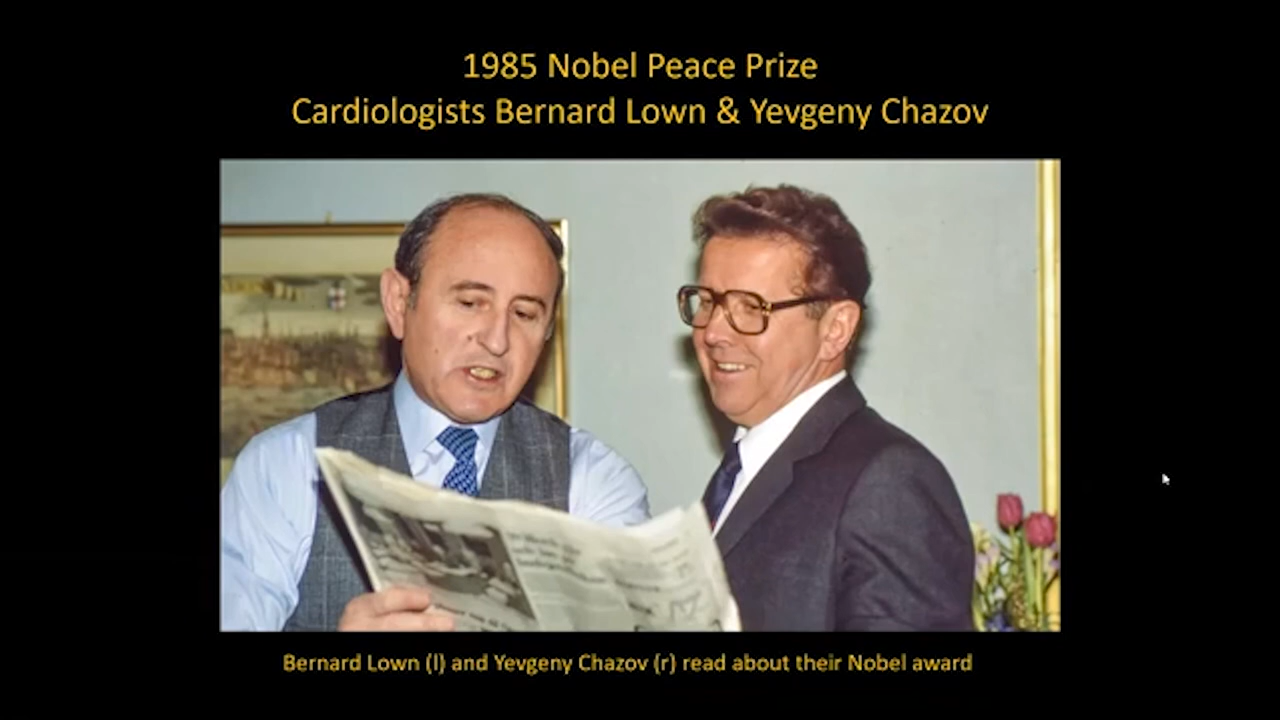 1985 Nobel Peace Prize
Cardiologists Bernard Lown & Yevgeny Chazov
Bernard Lown (l) and Yevgeny Chazov (r) read about their Nobel award